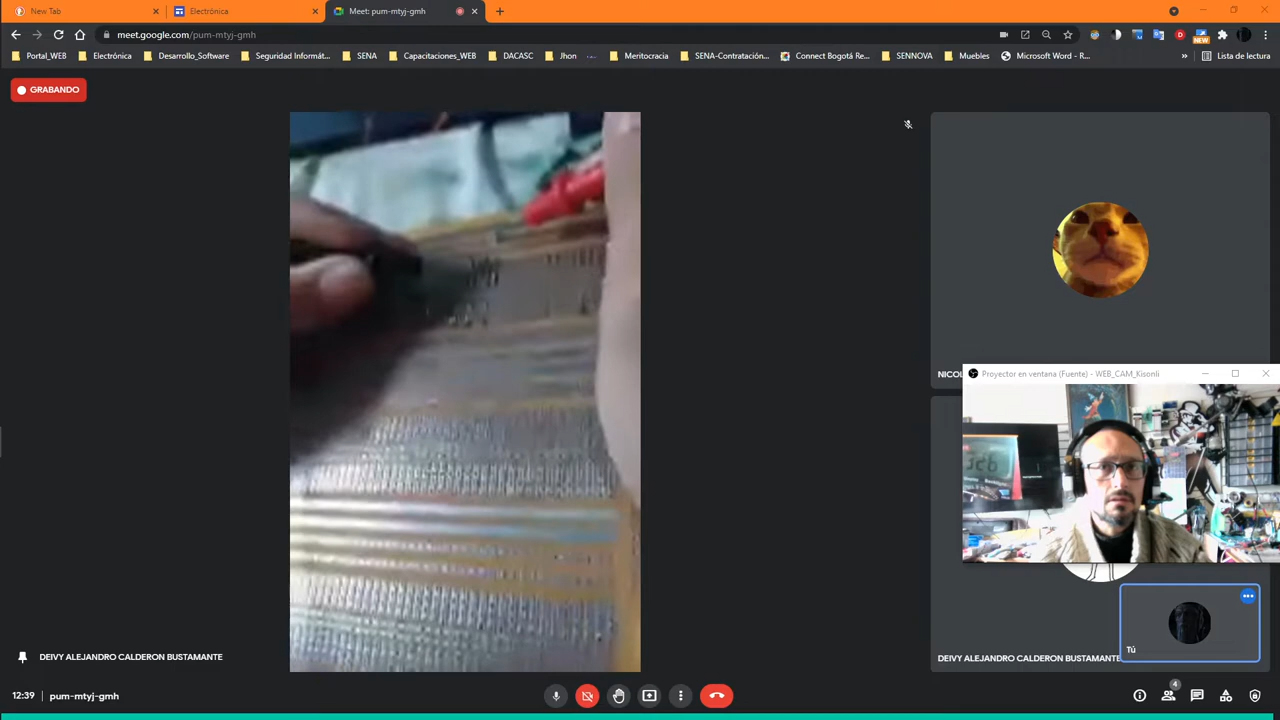 New Tab
Electrónica
Meet: pum-mtyj-gmh
meet.google.com/pum-mtyj-gmh
Portal_WEB
Electrónica
Desarrollo_Software
Seguridad Informát...
SENA
Capacitaciones_WEB
DACASC
Jhon
Meritocracia
SENA-Contratación...
Connect Bogotá Re...
SENNOVA
Muebles
Microsoft Word - R...
»
Lista de lectura
NEW
GRABANDO
NICOL
Proyector en ventana (Fuente) - WEB_CAM_Kisonli
DEIVY ALEJANDRO CALDERON BUSTAMANTE
DEIVY ALEJANDRO CALDERON BUSTAMANTE
Tú
12:39
pum-mtyj-gmh
4